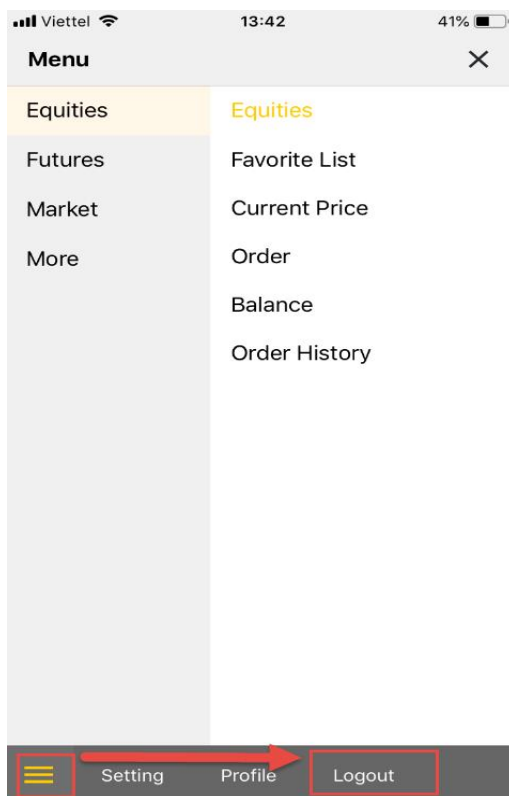 Viettel 13:42 41%
Menu
Equities Equities
Futures Favorite List
Market Current Price
More Order
Balance
Order History
Setting Profile Logout